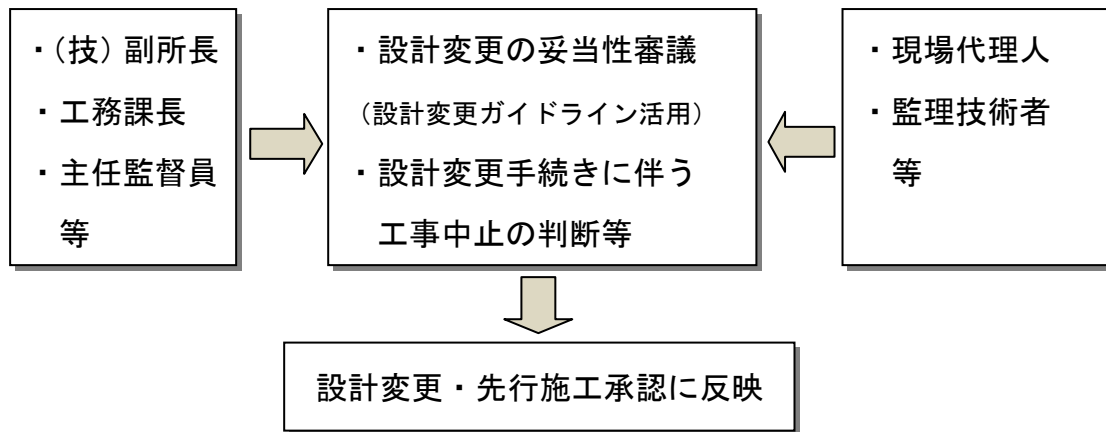 ・（技）副所長
・工務課長
・主任監督員
等
・設計変更の妥当性審議
（設計変更ガイドライン活用）
・設計変更手続きに伴う
工事中止の判断等
・現場代理人
・監理技術者
等
設計変更・先行施工承認に反映